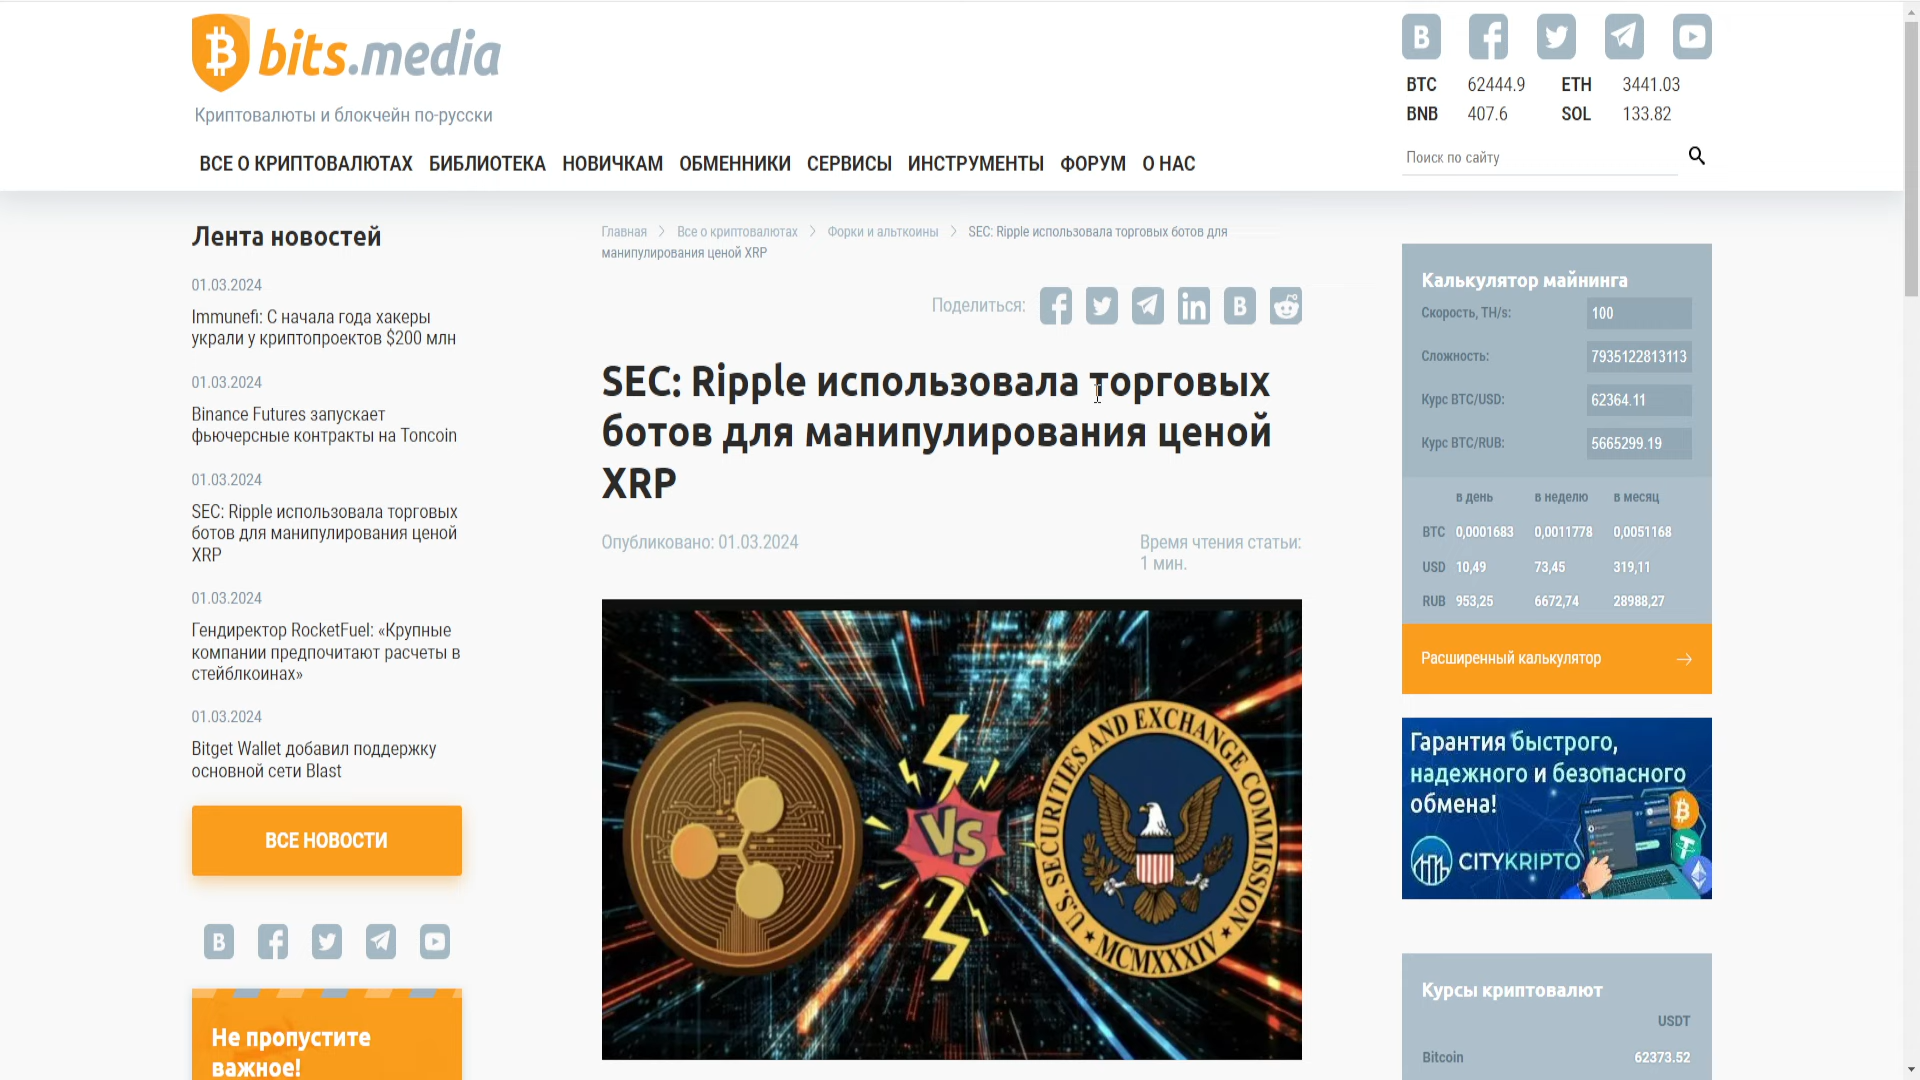 bits.media
Криптовалюты и блокчейн по-русски
BTC 62444.9 ETH 3441.03
BNB 407.6 SOL 133.82
Поиск по сайту
ВСЕ О КРИПТОВАЛЮТАХ БИБЛИОТЕКА НОВИЧКАМ ОБМЕННИКИ СЕРВИСЫ ИНСТРУМЕНТЫ ФОРУМ О НАС
Лента новостей
01.03.2024
Immunefi: С начала года хакеры
украли у криптопроектов $200 млн
01.03.2024
Binance Futures запускает
фьючерсные контракты на Toncoin
01.03.2024
SEC: Ripple использовала торговых
ботов для манипулирования ценой
XRP
01.03.2024
Гендиректор RocketFuel: «Крупные
компании предпочитают расчеты в
стейблкоинах»
01.03.2024
Bitget Wallet добавил поддержку
основной сети Blast
ВСЕ НОВОСТИ
Не пропустите
важное!
Главная > Все о криптовалютах > Форки и альткоины > SEC: Ripple использовала торговых ботов для
манипулирования ценой XRP
Поделиться:
SEC: Ripple использовала торговых
ботов для манипулирования ценой
XRP
Опубликовано: 01.03.2024
Время чтения статьи:
1 мин.
VS
U.S. SECURITIES AND EXCHANGE COMMISSION
MCMXXXIV
Калькулятор майнинга
Скорость, TH/s: 100
Сложность: 7935122813113
Курс BTC/USD: 62364.11
Курс BTC/RUB: 5665299.19
в день в неделю в месяц
BTC 0,0001683 0,0011778 0,0051168
USD 10,49 73,45 319,11
RUB 953,25 6672,74 28988,27
Расширенный калькулятор →
Гарантия быстрого,
надежного и безопасного
обмена!
CITYKRIPTO
Курсы криптовалют
USDT
Bitcoin 62373.52